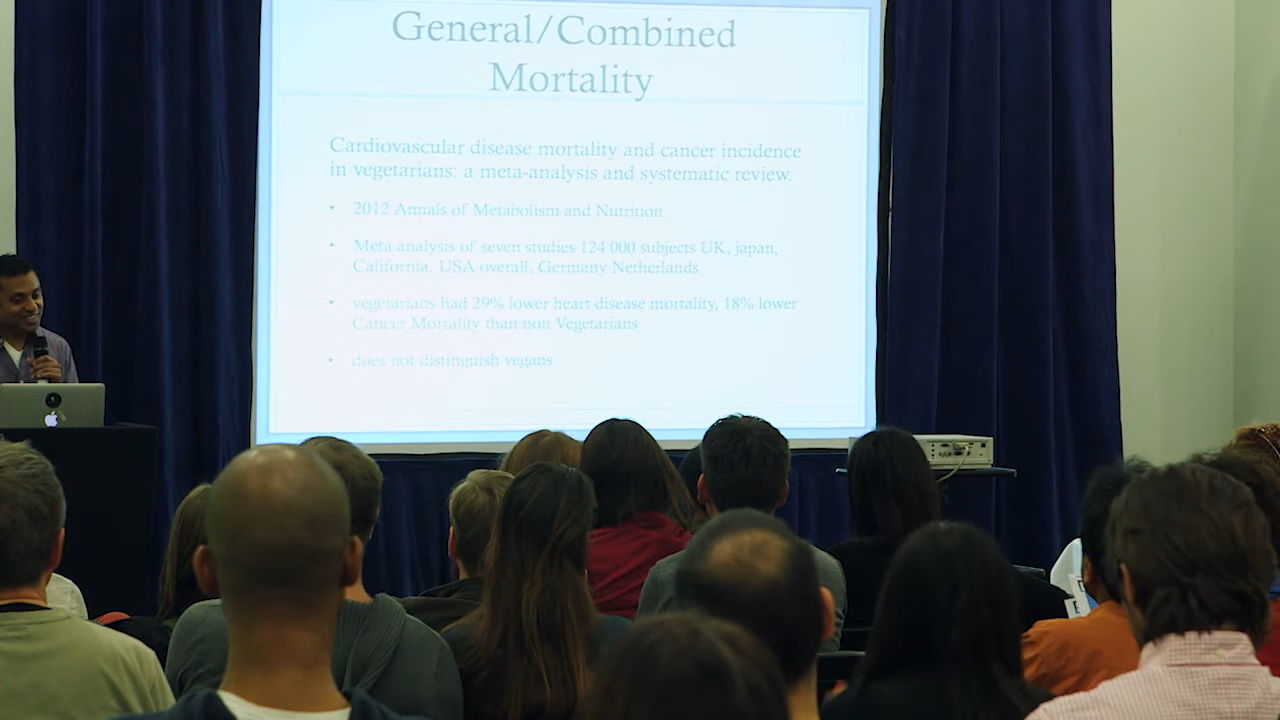 General/Combined
Mortality
Cardiovascular disease mortality and cancer incidence
in vegetarians: a meta-analysis and systematic review.
• 2012 Annals of Metabolism and Nutrition
• Meta analysis of seven studies 124 000 subjects UK, japan,
California, USA overall, Germany Netherlands
• vegetarians had 29% lower heart disease mortality, 18% lower
Cancer Mortality than non Vegetarians
• does not distinguish vegans